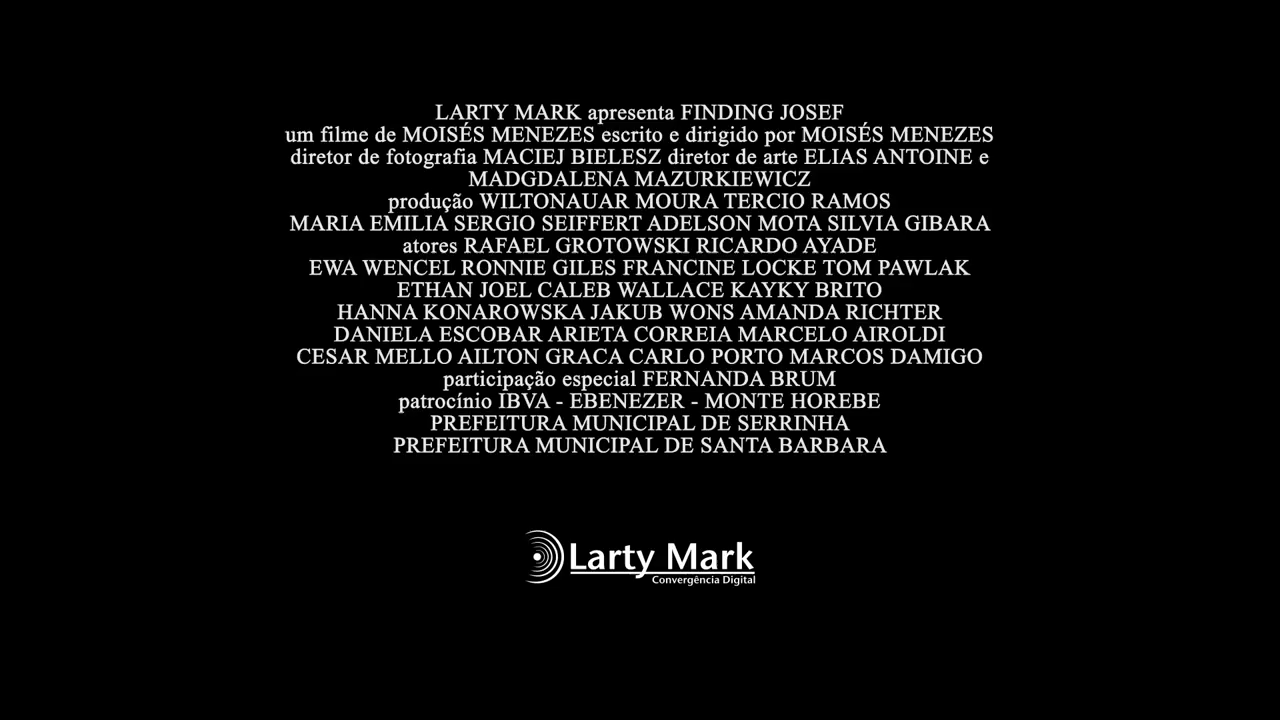 LARTY MARK apresenta FINDING JOSEF
um filme de MOISÉS MENEZES escrito e dirigido por MOISÉS MENEZES
diretor de fotografia MACIEJ BIELESZ diretor de arte ELIAS ANTOINE e
MADGDALENA MAZURKIEWICZ
produção WILTONAUAR MOURA TERCIO RAMOS
MARIA EMILIA SERGIO SEIFFERT ADELSON MOTA SILVIA GIBARA
atores RAFAEL GROTOWSKI RICARDO AYADE
EWA WENCEL RONNIE GILES FRANCINE LOCKE TOM PAWLAK
ETHAN JOEL CALEB WALLACE KAYKY BRITO
HANNA KONAROWSKA JAKUB WONS AMANDA RICHTER
DANIELA ESCOBAR ARIETA CORREIA MARCELO AIROLDI
CESAR MELLO AILTON GRACA CARLO PORTO MARCOS DAMIGO
participação especial FERNANDA BRUM
patrocínio IBVA - EBENEZER - MONTE HOREBE
PREFEITURA MUNICIPAL DE SERRINHA
PREFEITURA MUNICIPAL DE SANTA BARBARA
Larty Mark
Convergência Digital